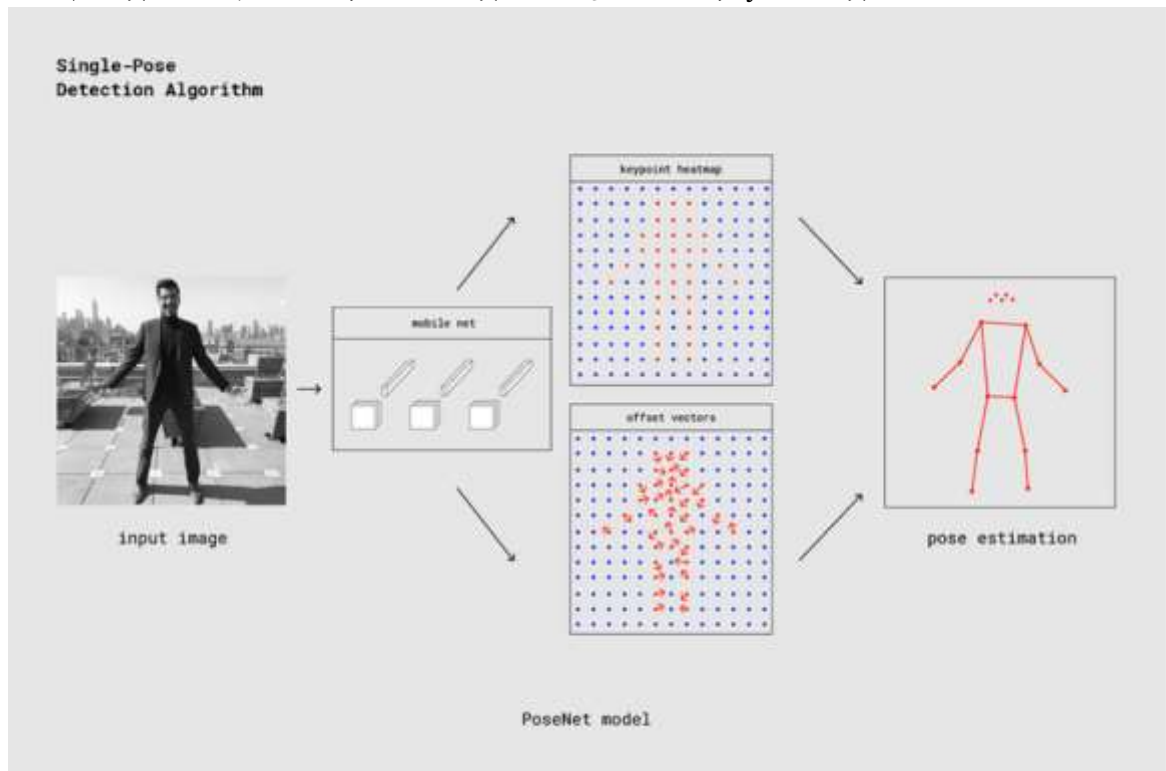 Single-Pose
Detection Algorithm
keypoint heatmap
mobile net
offset vectors
input image
pose estimation
PoseNet model